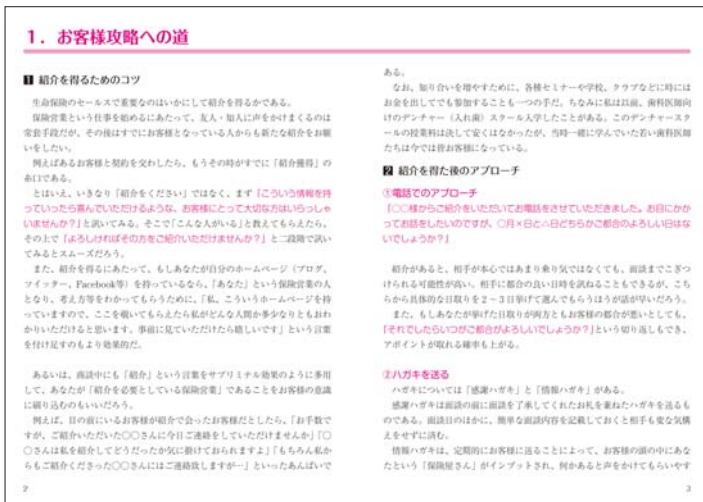 1．お客様攻略への道
1 紹介を得るためのコツ
生命保険のセールスで重要なのはいかにして紹介を得るかである。
保険営業という仕事を始めるにあたって、友人・知人に声をかけまくるのは
常套手段だが、その後はすでにお客様となっている人からも新たな紹介をお願
いをしたい。
例えばあるお客様と契約を交わしたら、もうその時がすでに「紹介獲得」の
糸口である。
とはいえ、いきなり「紹介をください」ではなく、まず「こういう情報を持
っていったら喜んでいただけるような、お客様にとって大切な方はいらっしゃ
いませんか？」と訊いてみる。そこで「こんな人がいる」と教えてもらえたら、
その上で「よろしければその方をご紹介いただけませんか？」と二段階で訊い
てみるとスムーズだろう。
また、紹介を得るにあたって、もしあなたが自分のホームページ（ブログ、
ツイッター、Facebook等）を持っているなら、「あなた」という保険営業の人
となり、考え方等をわかってもらうために、「私、こういうホームページを持
っていますので、ここを覗いてもらえたら私がどんな人間か多少なりともおわ
かりいただけると思います。事前に見ていただけたら嬉しいです」という言葉
を付け足すのもより効果的だ。
あるいは、商談中にも「紹介」という言葉をサブリミナル効果のように多用
して、あなたが「紹介を必要としている保険営業」であることをお客様の意識
に刷り込むのもいいだろう。
例えば、目の前にいるお客様が紹介で会ったお客様だとしたら、「お手数で
すが、ご紹介いただいた〇〇さんに今日ご連絡をしていただけませんか」「〇
〇さんは私を紹介してどうだったか気に掛けておられますよ」「もちろん私か
らもご紹介くださった〇〇さんにはご連絡致しますが…」といったあんばいで
2
ある。
なお、知り合いを増やすために、各種セミナーや学校、クラブなどに時には
お金を出してでも参加することも一つの手だ。ちなみに私は以前、歯科医師向
けのデンチャー（入れ歯）スクール入学したことがある。このデンチャースク
ールの授業料は決して安くはなかったが、当時一緒に学んでいた若い歯科医師
たちは今では皆お客様になっている。
2 紹介を得た後のアプローチ
①電話でのアプローチ
「〇〇様からご紹介をいただいてお電話をさせていただきました。お目にかか
ってお話をしたいのですが、〇月×日と△日どちらかご都合のよろしい日はな
いでしょうか？」
紹介があると、相手が本心ではあまり乗り気ではなくても、面談までこぎつ
けられる可能性が高い。相手に都合の良い日時を訊ねることもできるが、こち
らから具体的な日取りを2～3日挙げて選んでもらうほうが話が早いだろう。
また、もしあなたが挙げた日取りが両方ともお客様の都合が悪いとしても、
「それでしたらいつがご都合がよろしいでしょうか？」という切り返しもでき、
アポイントが取れる確率も上がる。
②ハガキを送る
ハガキについては「感謝ハガキ」と「情報ハガキ」がある。
感謝ハガキは面談の前に面談を了承してくれたお礼を兼ねたハガキを送るも
のである。面談日のほかに、簡単な面談内容を記載しておくと相手も変な気構
えをせずに済む。
情報ハガキは、定期的にお客様に送ることによって、お客様の頭の中にあな
たという「保険屋さん」がインプットされ、何かあると声をかけてもらいやす
3